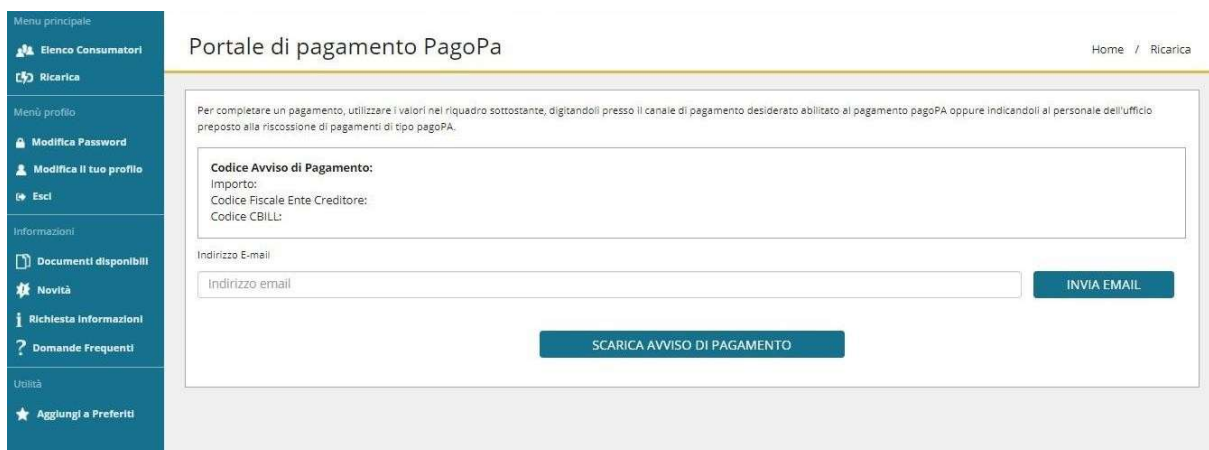 Menu principale
Elenco Consumatori
Ricarica
Menù profilo
Modifica Password
Modifica il tuo profilo
Esci
Informazioni
Documenti disponibili
Novità
Richiesta informazioni
Domande Frequenti
Utilità
Aggiungi a Preferiti
Portale di pagamento PagoPa
Home / Ricarica
Per completare un pagamento, utilizzare i valori nel riquadro sottostante, digitandoli presso il canale di pagamento desiderato abilitato al pagamento pagoPA oppure indicandoli al personale dell'ufficio
preposto alla riscossione di pagamenti di tipo pagoPA.
Codice Avviso di Pagamento:
Importo:
Codice Fiscale Ente Creditore:
Codice CBILL:
Indirizzo E-mail
Indirizzo email
INVIA EMAIL
SCARICA AVVISO DI PAGAMENTO